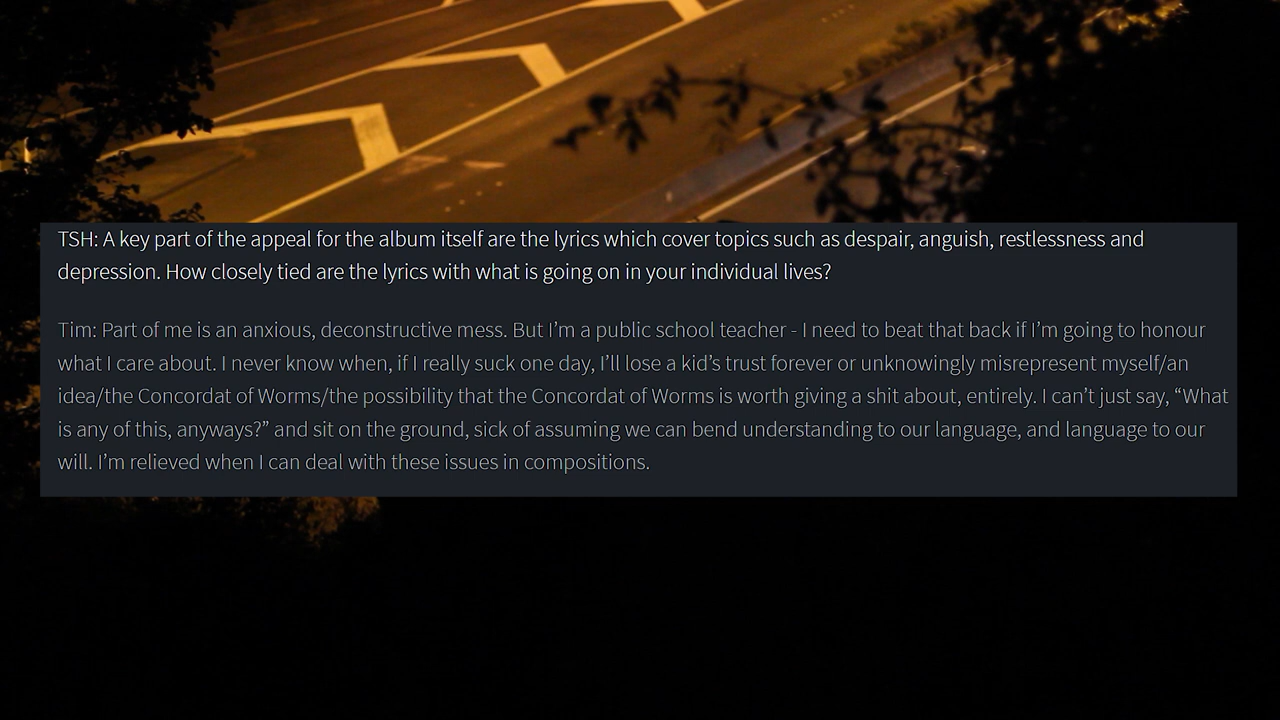 TSH: A key part of the appeal for the album itself are the lyrics which cover topics such as despair, anguish, restlessness and
depression. How closely tied are the lyrics with what is going on in your individual lives?
Tim: Part of me is an anxious, deconstructive mess. But I’m a public school teacher - I need to beat that back if I’m going to honour
what I care about. I never know when, if I really suck one day, I’ll lose a kid’s trust forever or unknowingly misrepresent myself/an
idea/the Concordat of Worms/the possibility that the Concordat of Worms is worth giving a shit about, entirely. I can’t just say, “What
is any of this, anyways?” and sit on the ground, sick of assuming we can bend understanding to our language, and language to our
will. I’m relieved when I can deal with these issues in compositions.